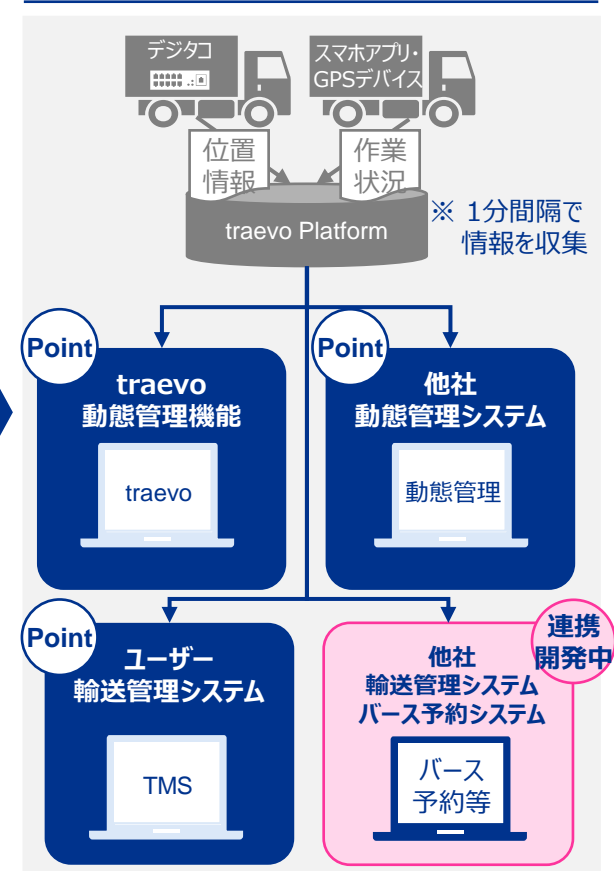 デジタコ
スマホアプリ・
GPSデバイス
位置
情報
作業
状況
traevo Platform
※ 1分間隔で
情報を収集
Point
traevo
動態管理機能
traevo
Point
他社
動態管理システム
動態管理
Point
ユーザー
輸送管理システム
TMS
連携
開発中
他社
輸送管理システム
バース予約システム
バース
予約等